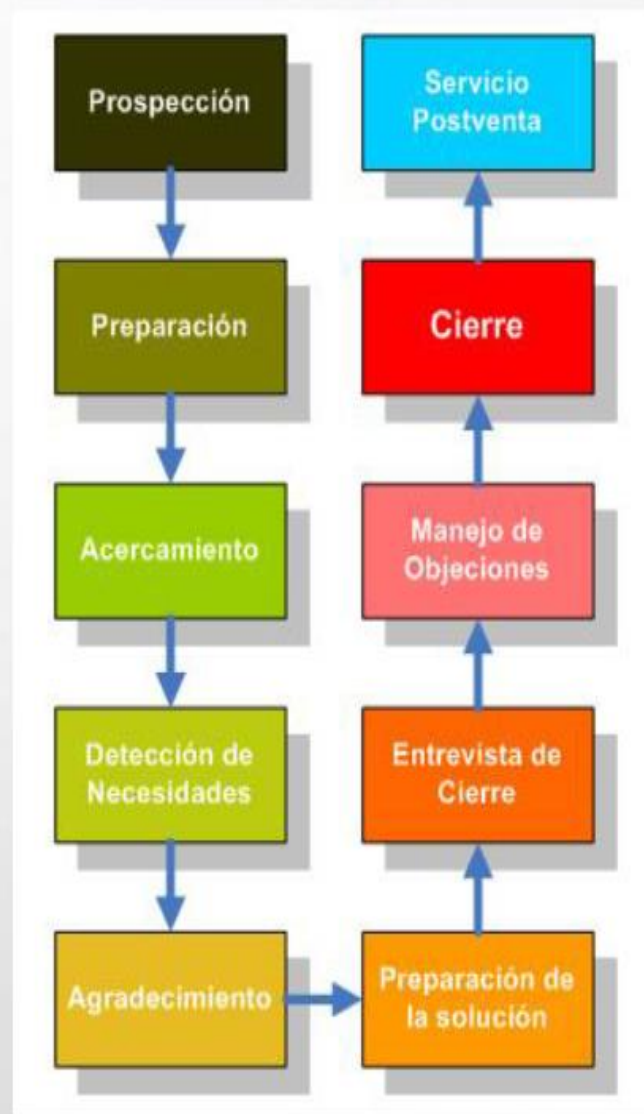 Prospección
Preparación
Acercamiento
Detección de
Necesidades
Agradecimiento
Preparación de
la solución
Entrevista de
Cierre
Manejo de
Objeciones
Cierre
Servicio
Postventa